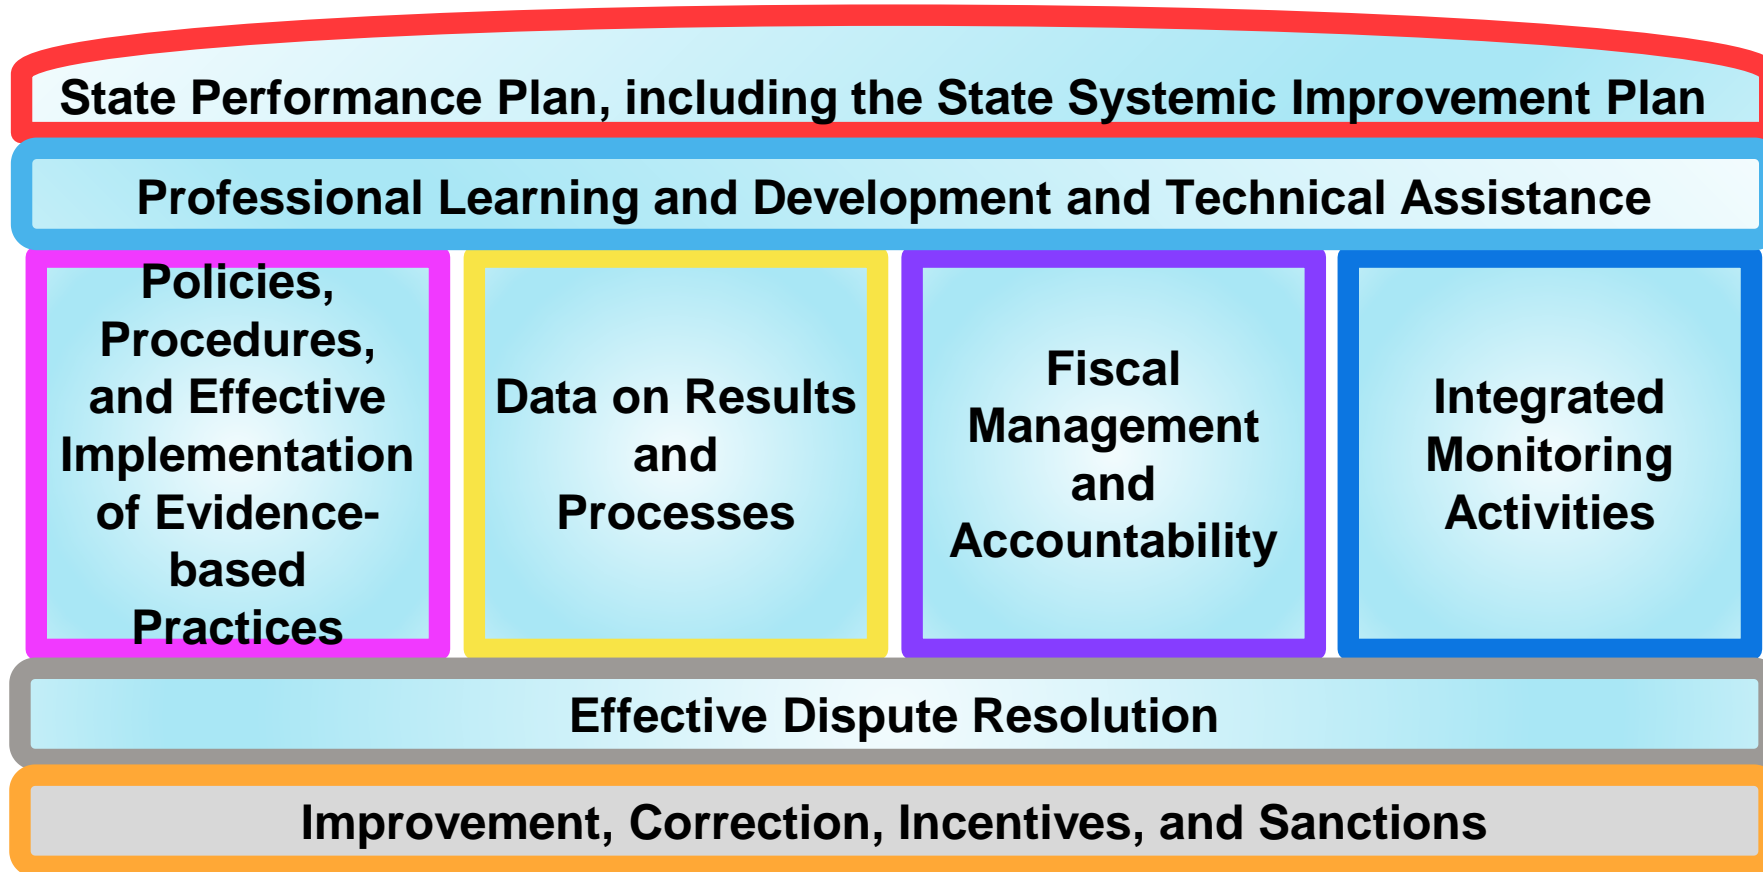 State Performance Plan, including the State Systemic Improvement Plan
Professional Learning and Development and Technical Assistance
Policies,
Procedures,
and Effective
Implementation
of Evidence-
based
Practices
Data on Results
and
Processes
Fiscal
Management
and
Accountability
Integrated
Monitoring
Activities
Effective Dispute Resolution
Improvement, Correction, Incentives, and Sanctions